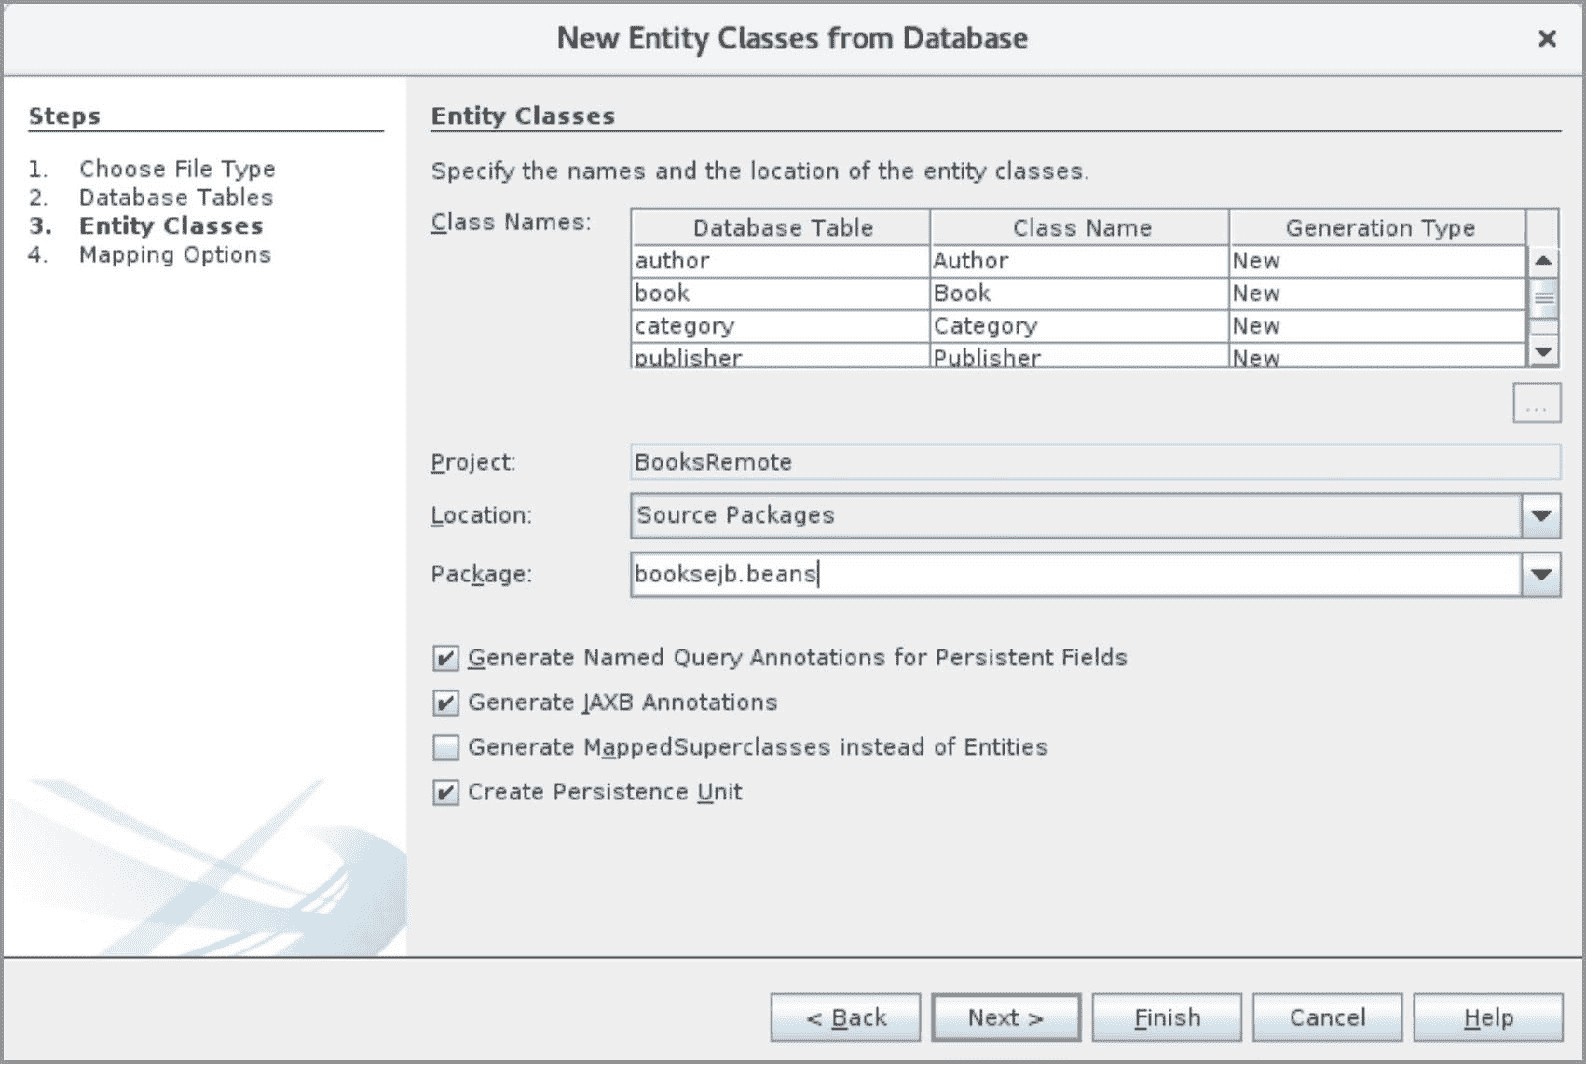 New Entity Classes from Database
Steps
1. Choose File Type
2. Database Tables
3. Entity Classes
4. Mapping Options
Entity Classes
Specify the names and the location of the entity classes.
Class Names:
Database Table Class Name Generation Type
author Author New
book Book New
category Category New
publisher Publisher New
...
Project: BooksRemote
Location: Source Packages
Package: booksejb.beans
Generate Named Query Annotations for Persistent Fields
Generate JAXB Annotations
Generate MappedSuperclasses instead of Entities
Create Persistence Unit
< Back Next > Finish Cancel Help